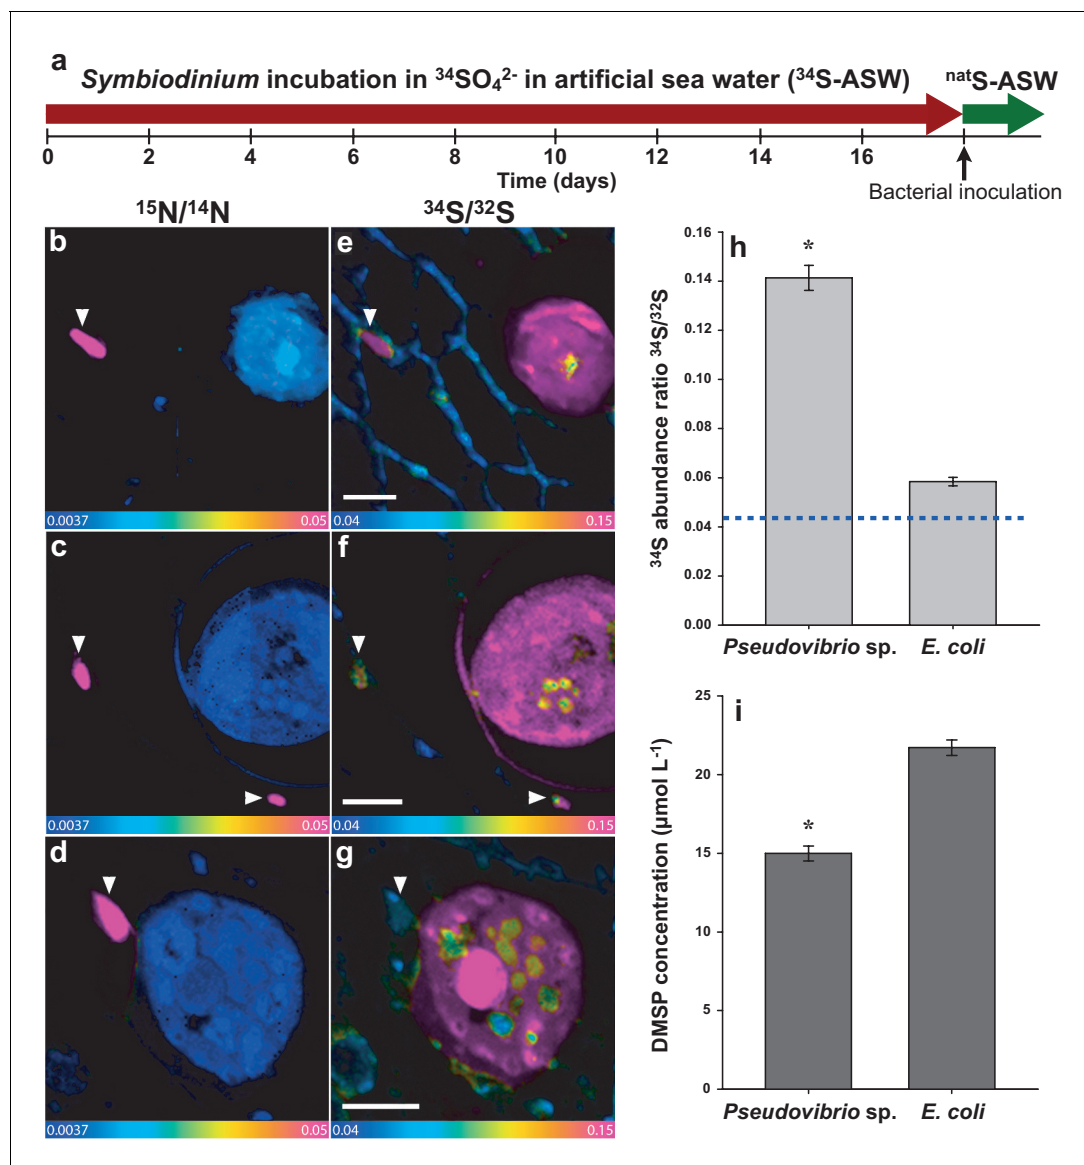 a
Symbiodinium incubation in ³⁴SO₄²⁻ in artificial sea water (³⁴S-ASW)
ⁿᵃᵗS-ASW
0 2 4 6 8 10 12 14 16 18
Time (days)
Bacterial inoculation
¹⁵N/¹⁴N
³⁴S/³²S
b
0.0037 0.05
e
0.04 0.15
c
0.0037 0.05
f
0.04 0.15
d
0.0037 0.05
g
0.04 0.15
h
³⁴S abundance ratio ³⁴S/³²S
0.16
0.14
0.12
0.10
0.08
0.06
0.04
0.02
0.00
*
Pseudovibrio sp. E. coli
i
DMSP concentration (µmol L⁻¹)
25
20
15
10
5
0
*
Pseudovibrio sp. E. coli